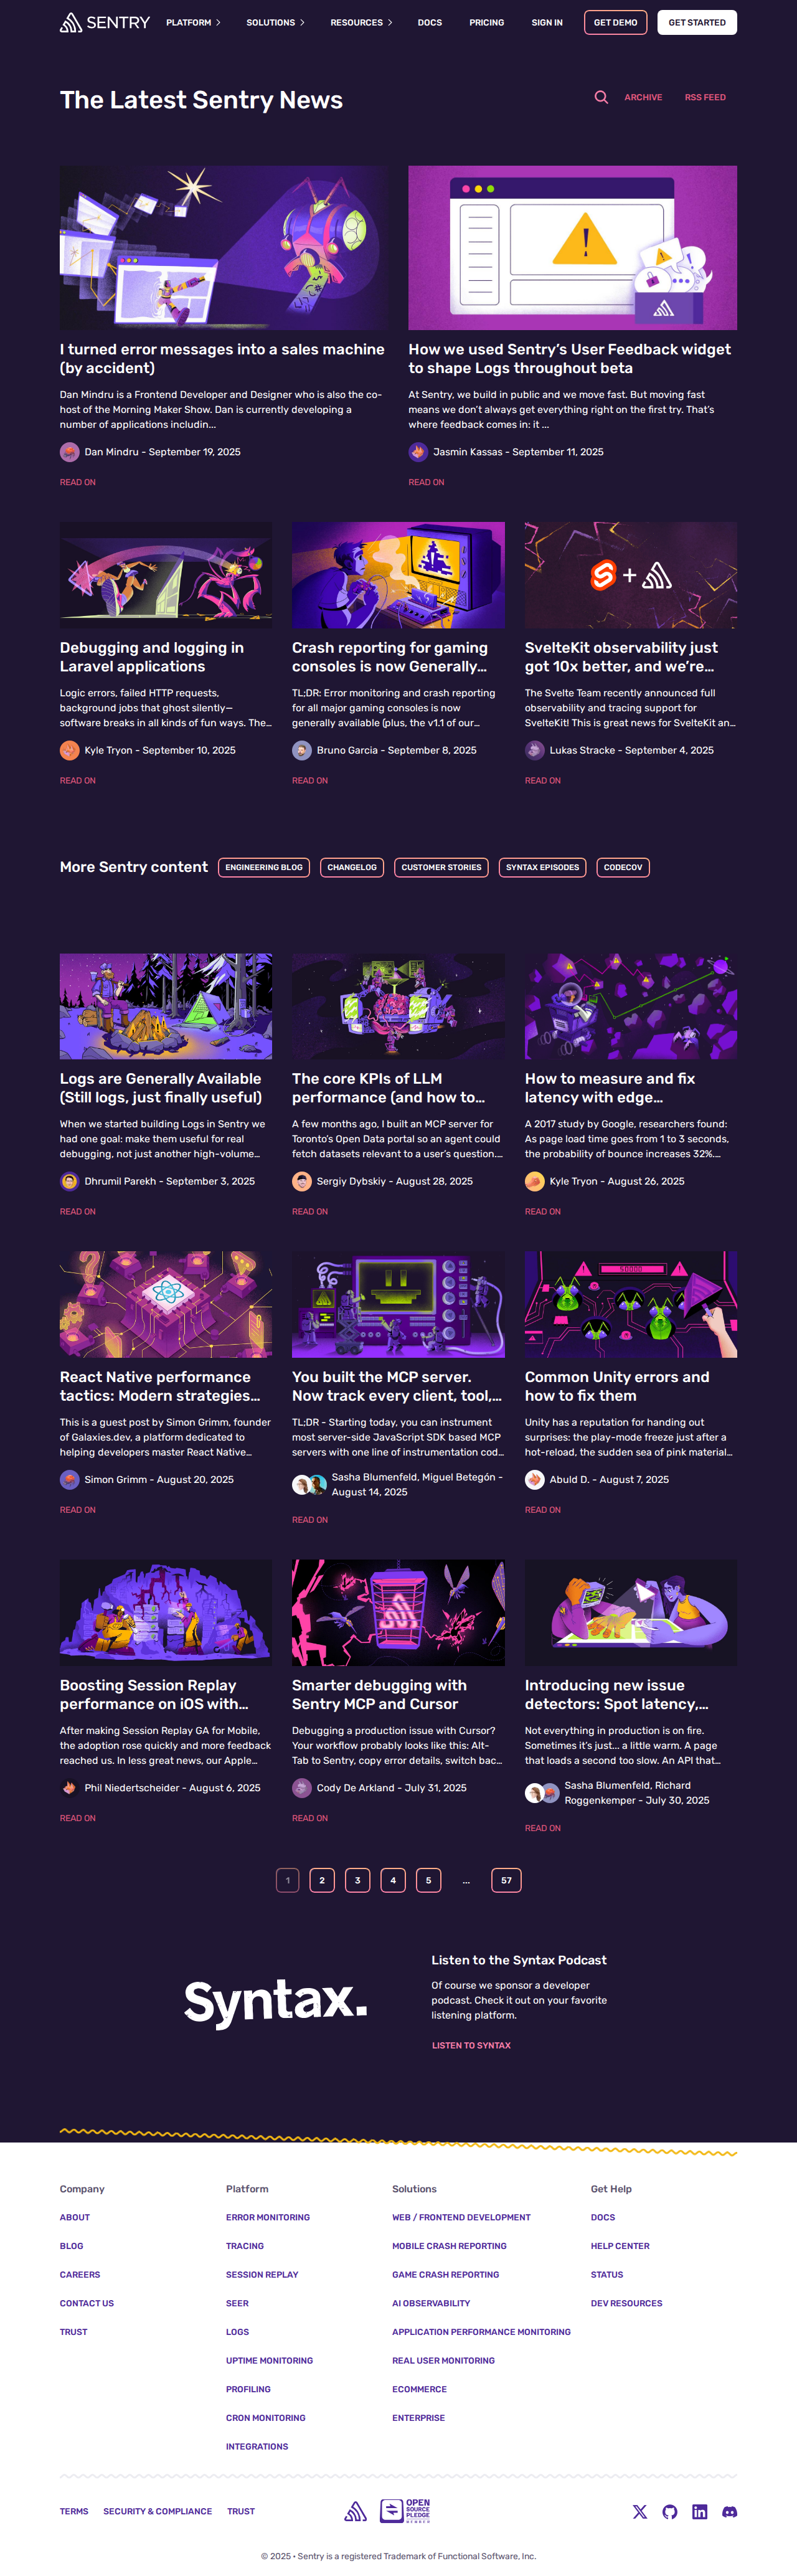 SENTRY
PLATFORM
SOLUTIONS
RESOURCES
DOCS
PRICING
SIGN IN
GET DEMO
GET STARTED
The Latest Sentry News
ARCHIVE
RSS FEED
I turned error messages into a sales machine
(by accident)
Dan Mindru is a Frontend Developer and Designer who is also the co-
host of the Morning Maker Show. Dan is currently developing a
number of applications includin...
Dan Mindru - September 19, 2025
READ ON
How we used Sentry’s User Feedback widget
to shape Logs throughout beta
At Sentry, we build in public and we move fast. But moving fast
means we don’t always get everything right on the first try. That’s
where feedback comes in: it ...
Jasmin Kassas - September 11, 2025
READ ON
Debugging and logging in
Laravel applications
Logic errors, failed HTTP requests,
background jobs that ghost silently—
software breaks in all kinds of fun ways. The…
Kyle Tryon - September 10, 2025
READ ON
Crash reporting for gaming
consoles is now Generally…
TL;DR: Error monitoring and crash reporting
for all major gaming consoles is now
generally available (plus, the v1.1 of our…
Bruno Garcia - September 8, 2025
READ ON
SvelteKit observability just
got 10x better, and we’re…
The Svelte Team recently announced full
observability and tracing support for
SvelteKit! This is great news for SvelteKit an…
Lukas Stracke - September 4, 2025
READ ON
More Sentry content
ENGINEERING BLOG
CHANGELOG
CUSTOMER STORIES
SYNTAX EPISODES
CODECOV
Logs are Generally Available
(Still logs, just finally useful)
When we started building Logs in Sentry we
had one goal: make them useful for real
debugging, not just another high-volume…
Dhrumil Parekh - September 3, 2025
READ ON
The core KPIs of LLM
performance (and how to…
A few months ago, I built an MCP server for
Toronto’s Open Data portal so an agent could
fetch datasets relevant to a user’s question.…
Sergiy Dybskiy - August 28, 2025
READ ON
How to measure and fix
latency with edge…
A 2017 study by Google, researchers found:
As page load time goes from 1 to 3 seconds,
the probability of bounce increases 32%.…
Kyle Tryon - August 26, 2025
READ ON
React Native performance
tactics: Modern strategies…
This is a guest post by Simon Grimm, founder
of Galaxies.dev, a platform dedicated to
helping developers master React Native…
Simon Grimm - August 20, 2025
READ ON
You built the MCP server.
Now track every client, tool,…
TL;DR - Starting today, you can instrument
most server-side JavaScript SDK based MCP
servers with one line of instrumentation cod…
Sasha Blumenfeld, Miguel Betegón -
August 14, 2025
READ ON
Common Unity errors and
how to fix them
Unity has a reputation for handing out
surprises: the play-mode freeze just after a
hot-reload, the sudden sea of pink material…
Abuld D. - August 7, 2025
READ ON
Boosting Session Replay
performance on iOS with…
After making Session Replay GA for Mobile,
the adoption rose quickly and more feedback
reached us. In less great news, our Apple…
Phil Niedertscheider - August 6, 2025
READ ON
Smarter debugging with
Sentry MCP and Cursor
Debugging a production issue with Cursor?
Your workflow probably looks like this: Alt-
Tab to Sentry, copy error details, switch bac…
Cody De Arkland - July 31, 2025
READ ON
Introducing new issue
detectors: Spot latency,…
Not everything in production is on fire.
Sometimes it’s just... a little warm. A page
that loads a second too slow. An API that…
Sasha Blumenfeld, Richard
Roggenkemper - July 30, 2025
READ ON
1
2
3
4
5
...
57
Syntax.
Listen to the Syntax Podcast
Of course we sponsor a developer
podcast. Check it out on your favorite
listening platform.
LISTEN TO SYNTAX
Company
ABOUT
BLOG
CAREERS
CONTACT US
TRUST
Platform
ERROR MONITORING
TRACING
SESSION REPLAY
SEER
LOGS
UPTIME MONITORING
PROFILING
CRON MONITORING
INTEGRATIONS
Solutions
WEB / FRONTEND DEVELOPMENT
MOBILE CRASH REPORTING
GAME CRASH REPORTING
AI OBSERVABILITY
APPLICATION PERFORMANCE MONITORING
REAL USER MONITORING
ECOMMERCE
ENTERPRISE
Get Help
DOCS
HELP CENTER
STATUS
DEV RESOURCES
TERMS
SECURITY & COMPLIANCE
TRUST
OPEN
SOURCE
PLEDGE
MEMBER
© 2025 • Sentry is a registered Trademark of Functional Software, Inc.